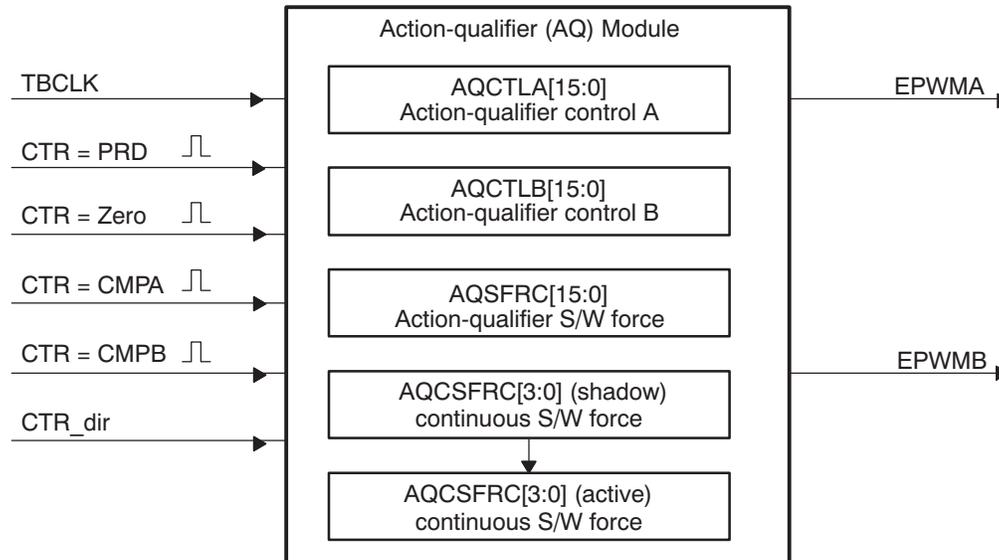 Action-qualifier (AQ) Module
TBCLK
CTR = PRD
CTR = Zero
CTR = CMPA
CTR = CMPB
CTR_dir
AQCTLA[15:0]
Action-qualifier control A
AQCTLB[15:0]
Action-qualifier control B
AQSFRC[15:0]
Action-qualifier S/W force
AQCSFRC[3:0] (shadow)
continuous S/W force
AQCSFRC[3:0] (active)
continuous S/W force
EPWMA
EPWMB